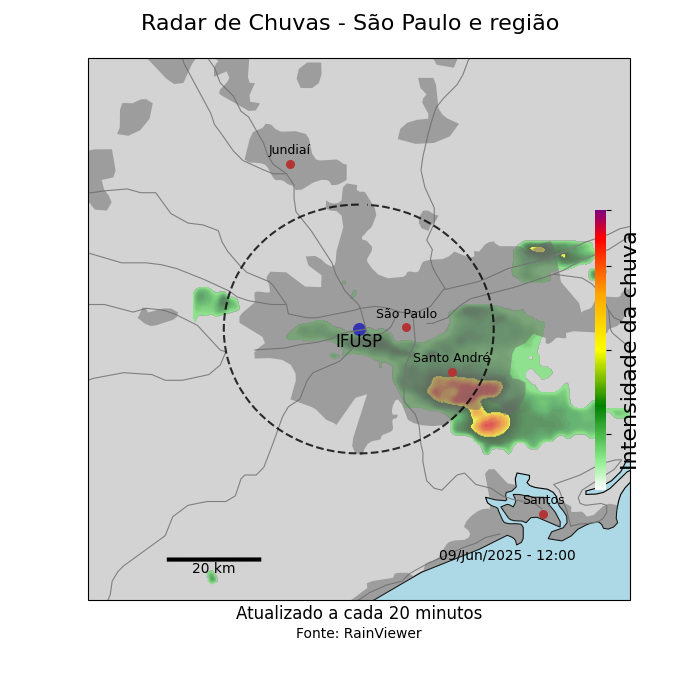 Radar de Chuvas - São Paulo e região
Jundiaí
São Paulo
IFUSP
Santo André
Intensidade da chuva
Santos
09/Jun/2025 - 12:00
20 km
Atualizado a cada 20 minutos
Fonte: RainViewer